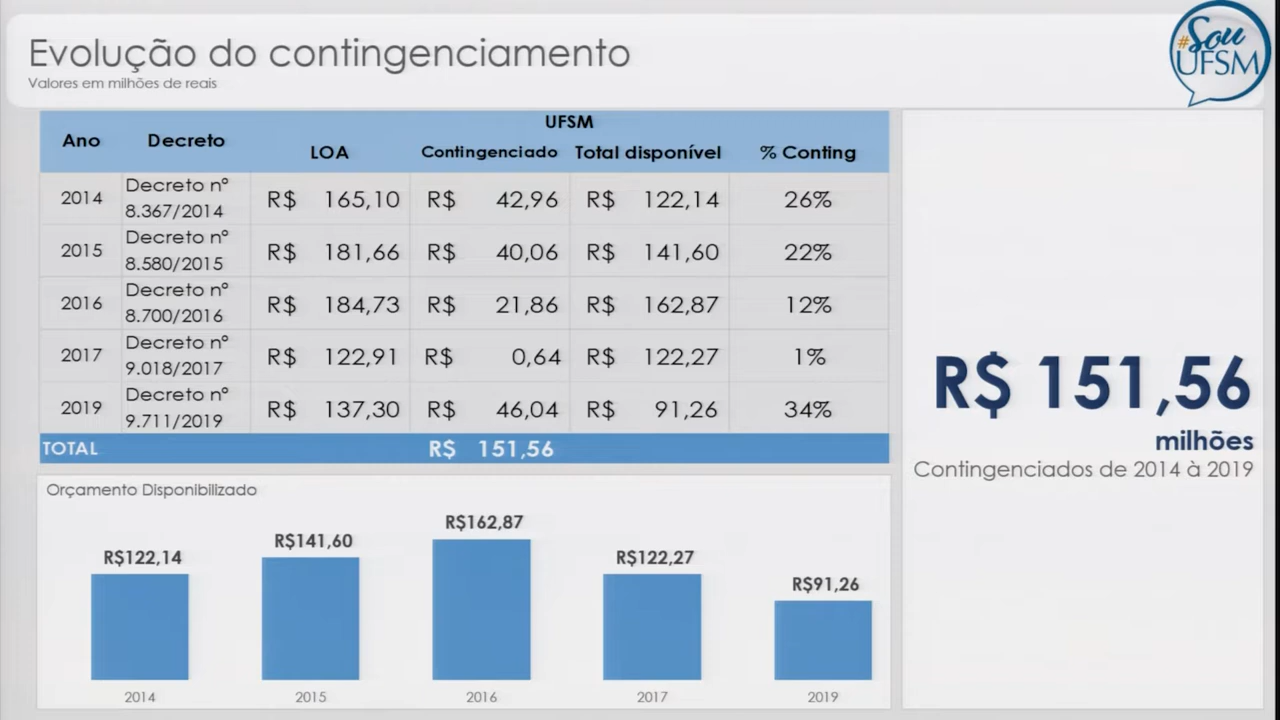 Evolução do contingenciamento
Valores em milhões de reais
#Sou
UFSM
UFSM
Ano Decreto LOA Contingenciado Total disponível % Conting
2014 Decreto nº 8.367/2014 R$ 165,10 R$ 42,96 R$ 122,14 26%
2015 Decreto nº 8.580/2015 R$ 181,66 R$ 40,06 R$ 141,60 22%
2016 Decreto nº 8.700/2016 R$ 184,73 R$ 21,86 R$ 162,87 12%
2017 Decreto nº 9.018/2017 R$ 122,91 R$ 0,64 R$ 122,27 1%
2019 Decreto nº 9.711/2019 R$ 137,30 R$ 46,04 R$ 91,26 34%
TOTAL R$ 151,56
R$ 151,56
milhões
Contingenciados de 2014 à 2019
Orçamento Disponibilizado
R$122,14 R$141,60 R$162,87 R$122,27 R$91,26
2014 2015 2016 2017 2019